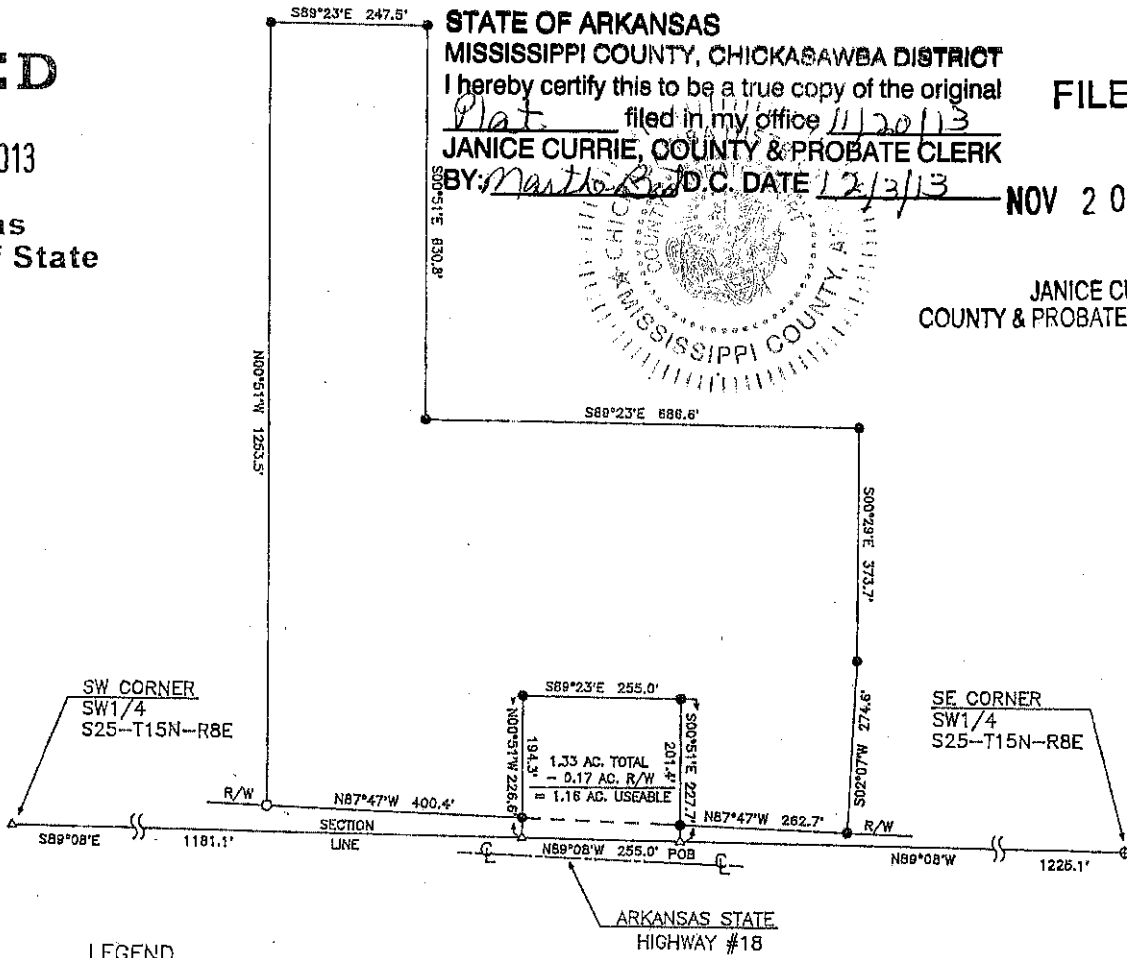 S89°23'E 247.5'
STATE OF ARKANSAS
MISSISSIPPI COUNTY, CHICKASAWBA DISTRICT
I hereby certify this to be a true copy of the original
Plat filed in my office 11/20/13
JANICE CURRIE, COUNTY & PROBATE CLERK
BY: Martha D.C. DATE 12/3/13
ED
013
as
f State
FILE
NOV 2 0
JANICE CU
COUNTY & PROBATE
MISSISSIPPI COUNTY, A
S00°51'E 830.8'
N00°51'W 1253.5'
S89°23'E 686.6'
S00°29'E 373.7'
SW CORNER
SW1/4
S25--T15N--R8E
S89°23'E 255.0'
N00°51'W 226.6'
194.3'
1.33 AC. TOTAL
- 0.17 AC. R/W
= 1.16 AC. USEABLE
201.4'
S00°51'E 227.7'
S02°07'W 274.6'
SE CORNER
SW1/4
S25--T15N--R8E
R/W
N87°47'W 400.4'
N87°47'W 262.7'
R/W
S89°08'E
1181.1'
SECTION
LINE
N89°08'W 255.0'
POB
N89°08'W
1225.1'
ARKANSAS STATE
HIGHWAY #18
LEGEND